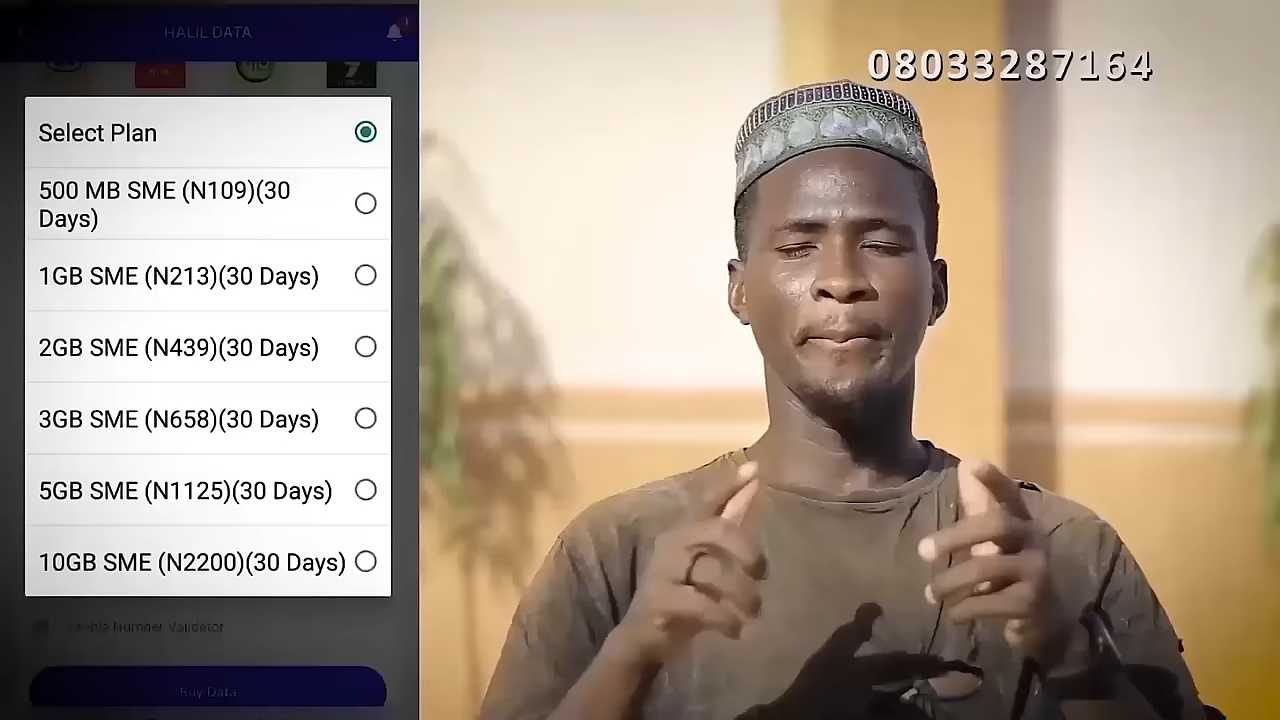 HALIL DATA
08033287164
Select Plan
500 MB SME (N109)(30
Days)
1GB SME (N213)(30 Days)
2GB SME (N439)(30 Days)
3GB SME (N658)(30 Days)
5GB SME (N1125)(30 Days)
10GB SME (N2200)(30 Days)
Number Validator
Buy Data